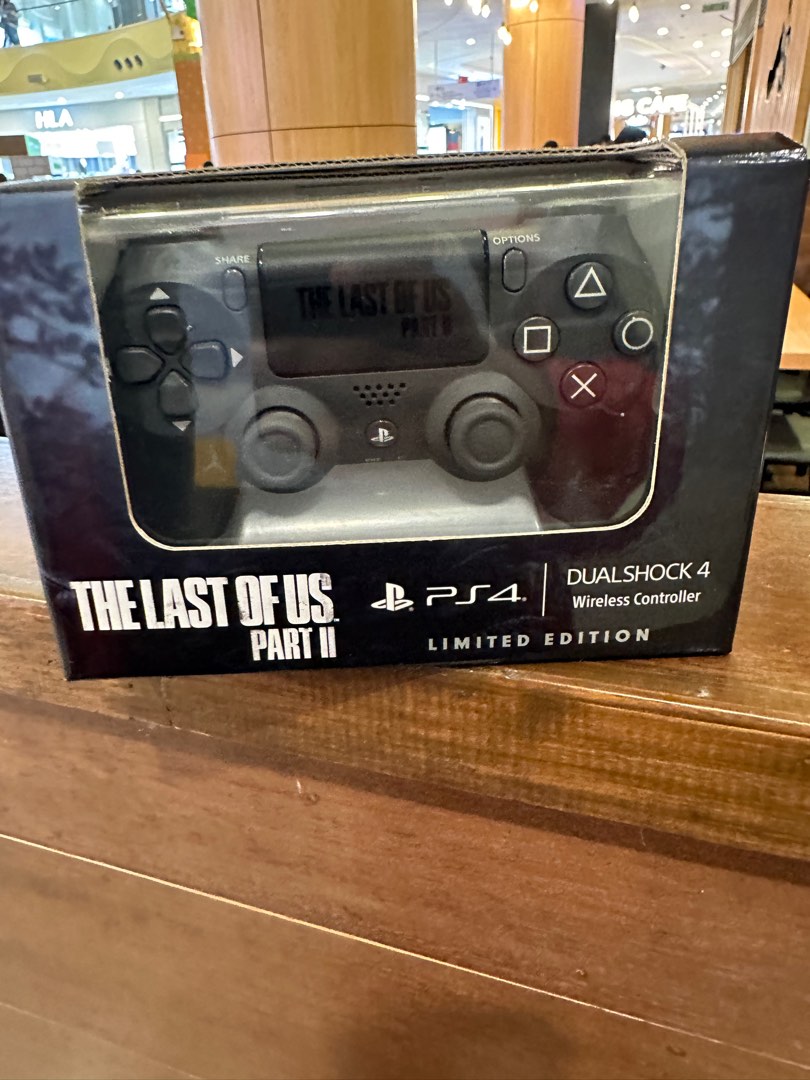 HLA
CAFE
SHARE
OPTIONS
THE LAST OF US
PART II
THE LAST OF US
PART II
PS4
DUALSHOCK 4
Wireless Controller
LIMITED EDITION